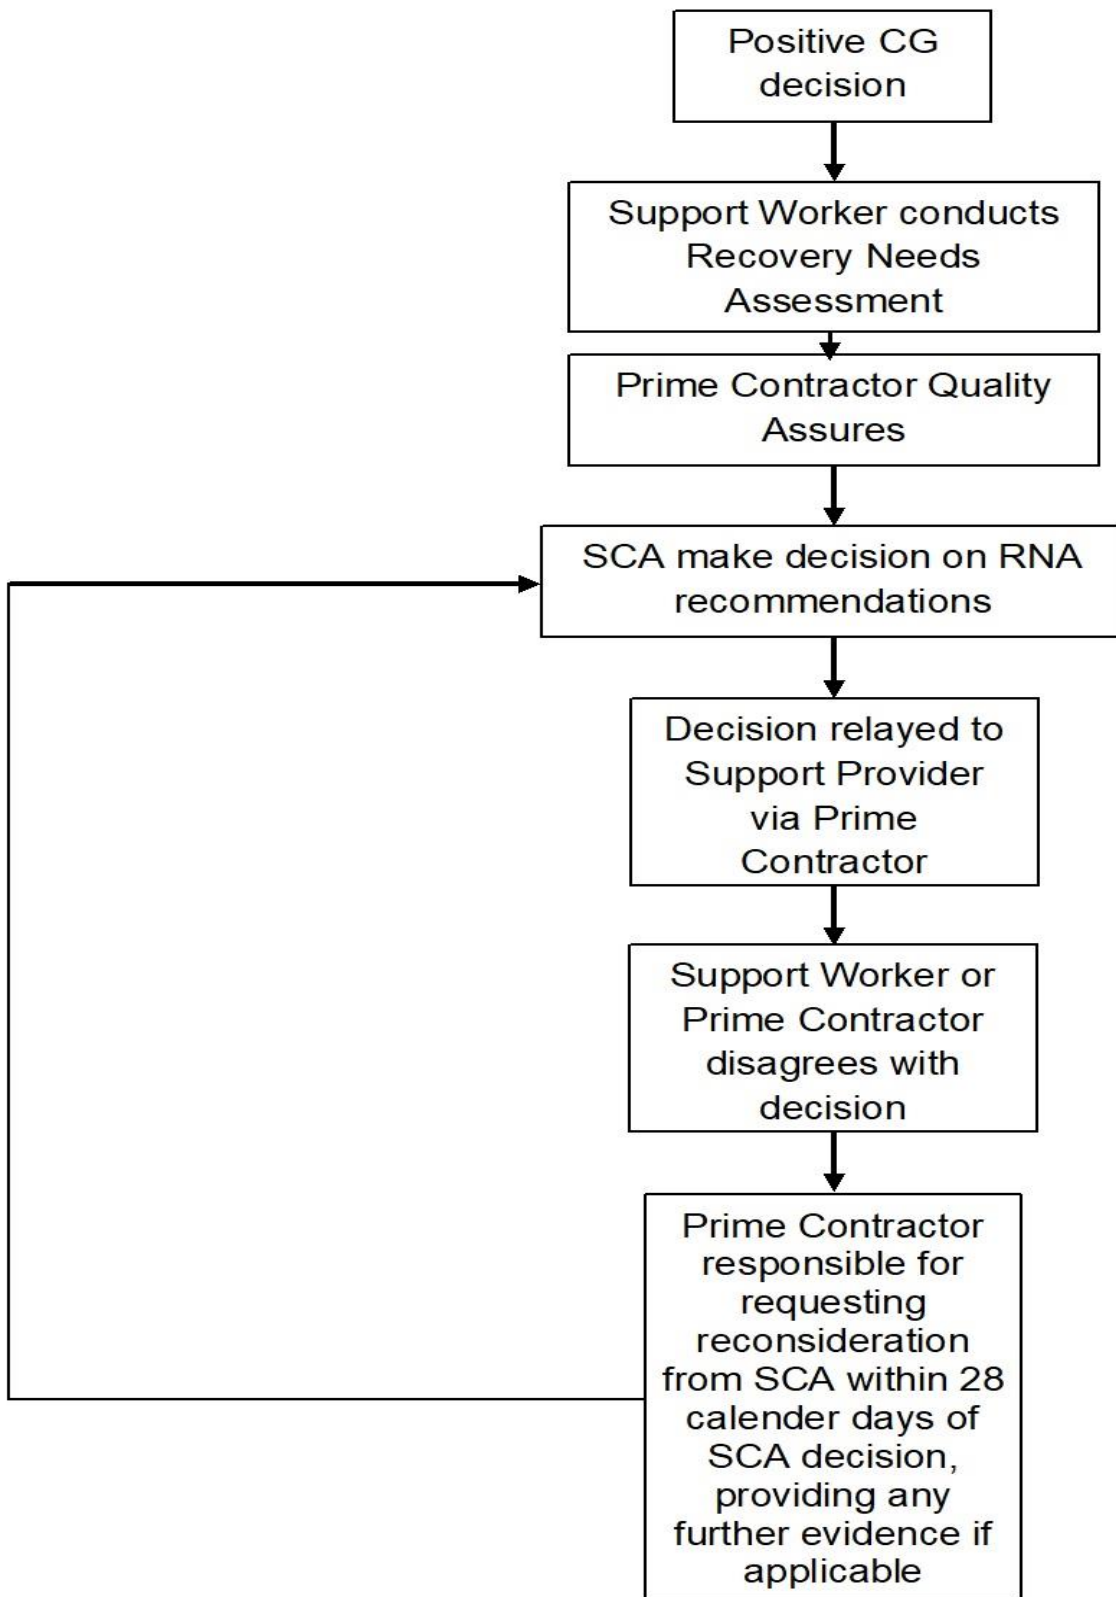 Positive CG
decision
Support Worker conducts
Recovery Needs
Assessment
Prime Contractor Quality
Assures
SCA make decision on RNA
recommendations
Decision relayed to
Support Provider
via Prime
Contractor
Support Worker or
Prime Contractor
disagrees with
decision
Prime Contractor
responsible for
requesting
reconsideration
from SCA within 28
calender days of
SCA decision,
providing any
further evidence if
applicable